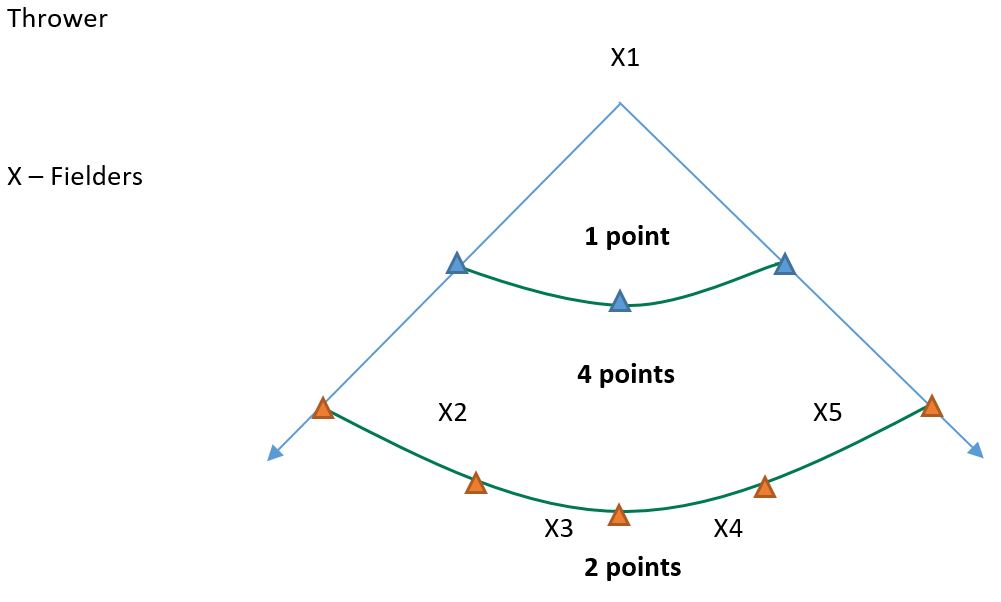 Thrower
X1
X – Fielders
1 point
4 points
X2
X5
X3
X4
2 points